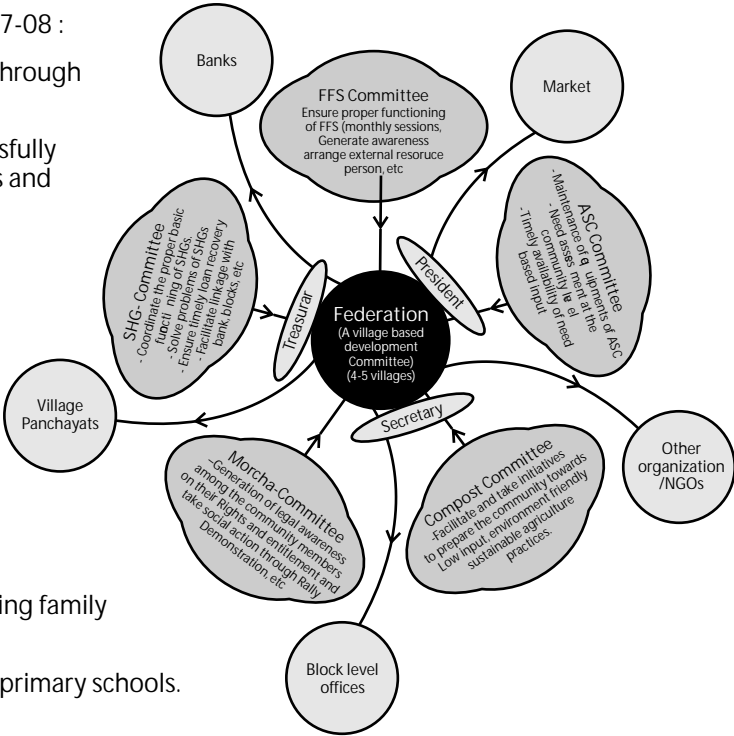 7-08 :
hrough
sfully
s and
ing family
primary schools.
Banks
FFS Committee
Ensure proper functioning
of FFS (monthly sessions,
Generate awareness
arrange external resoruce
person, etc
Market
SHG- Committee
- Coordinate the proper basic
functi ning of SHGs.
- Solve problems of SHGs
- Ensure timely loan recovery
- Facilitate linkage with
bank, blocks, etc
Treasurar
Federation
(A village based
development
Committee)
(4-5 villages)
President
ASC Committee
- Maintenance of q uipments of ASC
- Need asses ment at the
community l el
-Timely availability of need
based input
Village
Panchayats
Secretary
Morcha-Committee
-Generation of legal awareness
among the community members
on their Rights and entitlement and
take social action through Rally
Demonstration, etc
Compost Committee
-Facilitate and take initiatives
to prepare the community towards
Low input, environment friendly
sustainable agriculture
practices.
Other
organization
/NGOs
Block level
offices